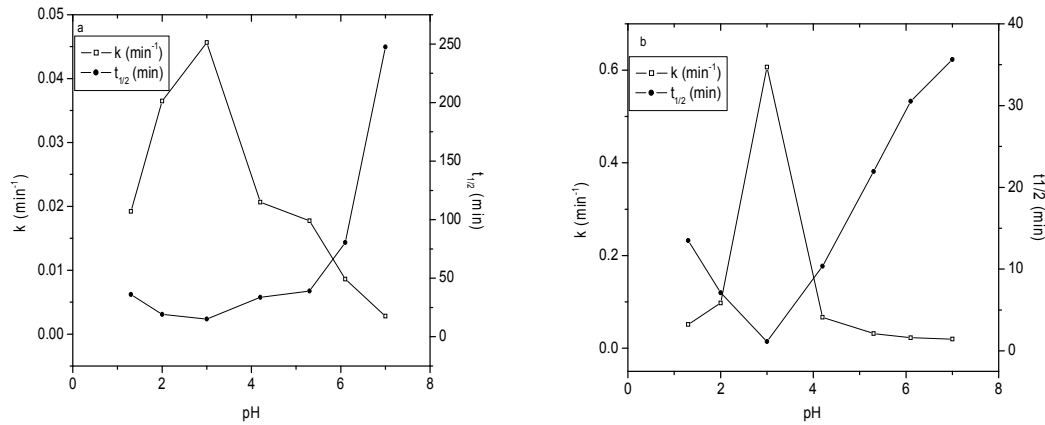 a
k (min⁻¹)
t1/2 (min)
0.05
0.04
0.03
0.02
0.01
0.00
k (min⁻¹)
250
200
150
100
50
0
t1/2 (min)
0 2 4 6 8
pH
b
k (min⁻¹)
t1/2 (min)
0.6
0.4
0.2
0.0
k (min⁻¹)
40
30
20
10
0
t1/2 (min)
0 2 4 6 8
pH